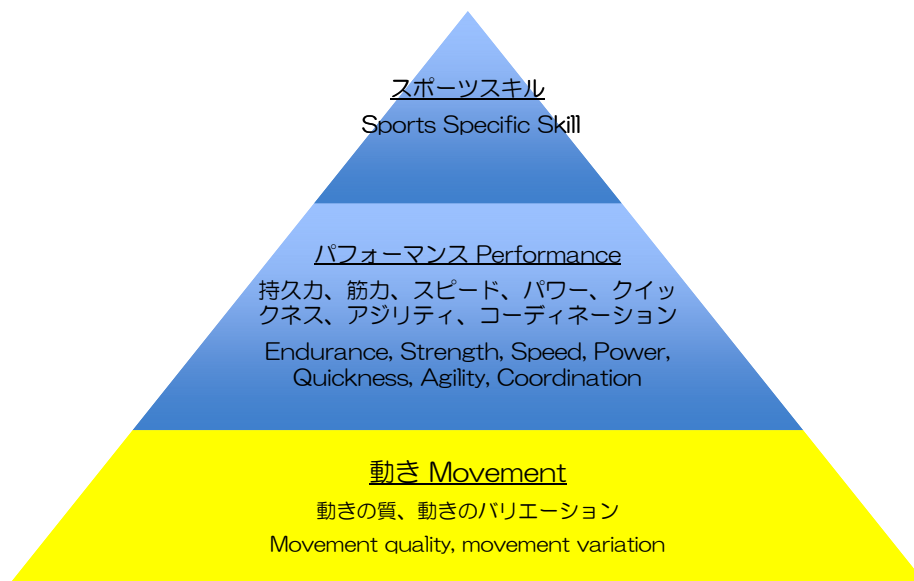 スポーツスキル
Sports Specific Skill
パフォーマンス Performance
持久力、筋力、スピード、パワー、クイッ
クネス、アジリティ、コーディネーション
Endurance, Strength, Speed, Power,
Quickness, Agility, Coordination
動き Movement
動きの質、動きのバリエーション
Movement quality, movement variation